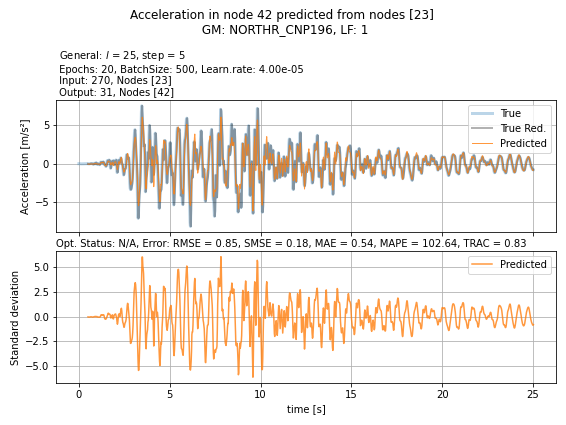 Acceleration in node 42 predicted from nodes [23]
GM: NORTHR_CNP196, LF: 1
General: l = 25, step = 5
Epochs: 20, BatchSize: 500, Learn.rate: 4.00e-05
Input: 270, Nodes [23]
Output: 31, Nodes [42]
Acceleration [m/s²]
5
0
−5
True
True Red.
Predicted
Opt. Status: N/A, Error: RMSE = 0.85, SMSE = 0.18, MAE = 0.54, MAPE = 102.64, TRAC = 0.83
Standard deviation
5.0
2.5
0.0
−2.5
−5.0
Predicted
0 5 10 15 20 25
time [s]